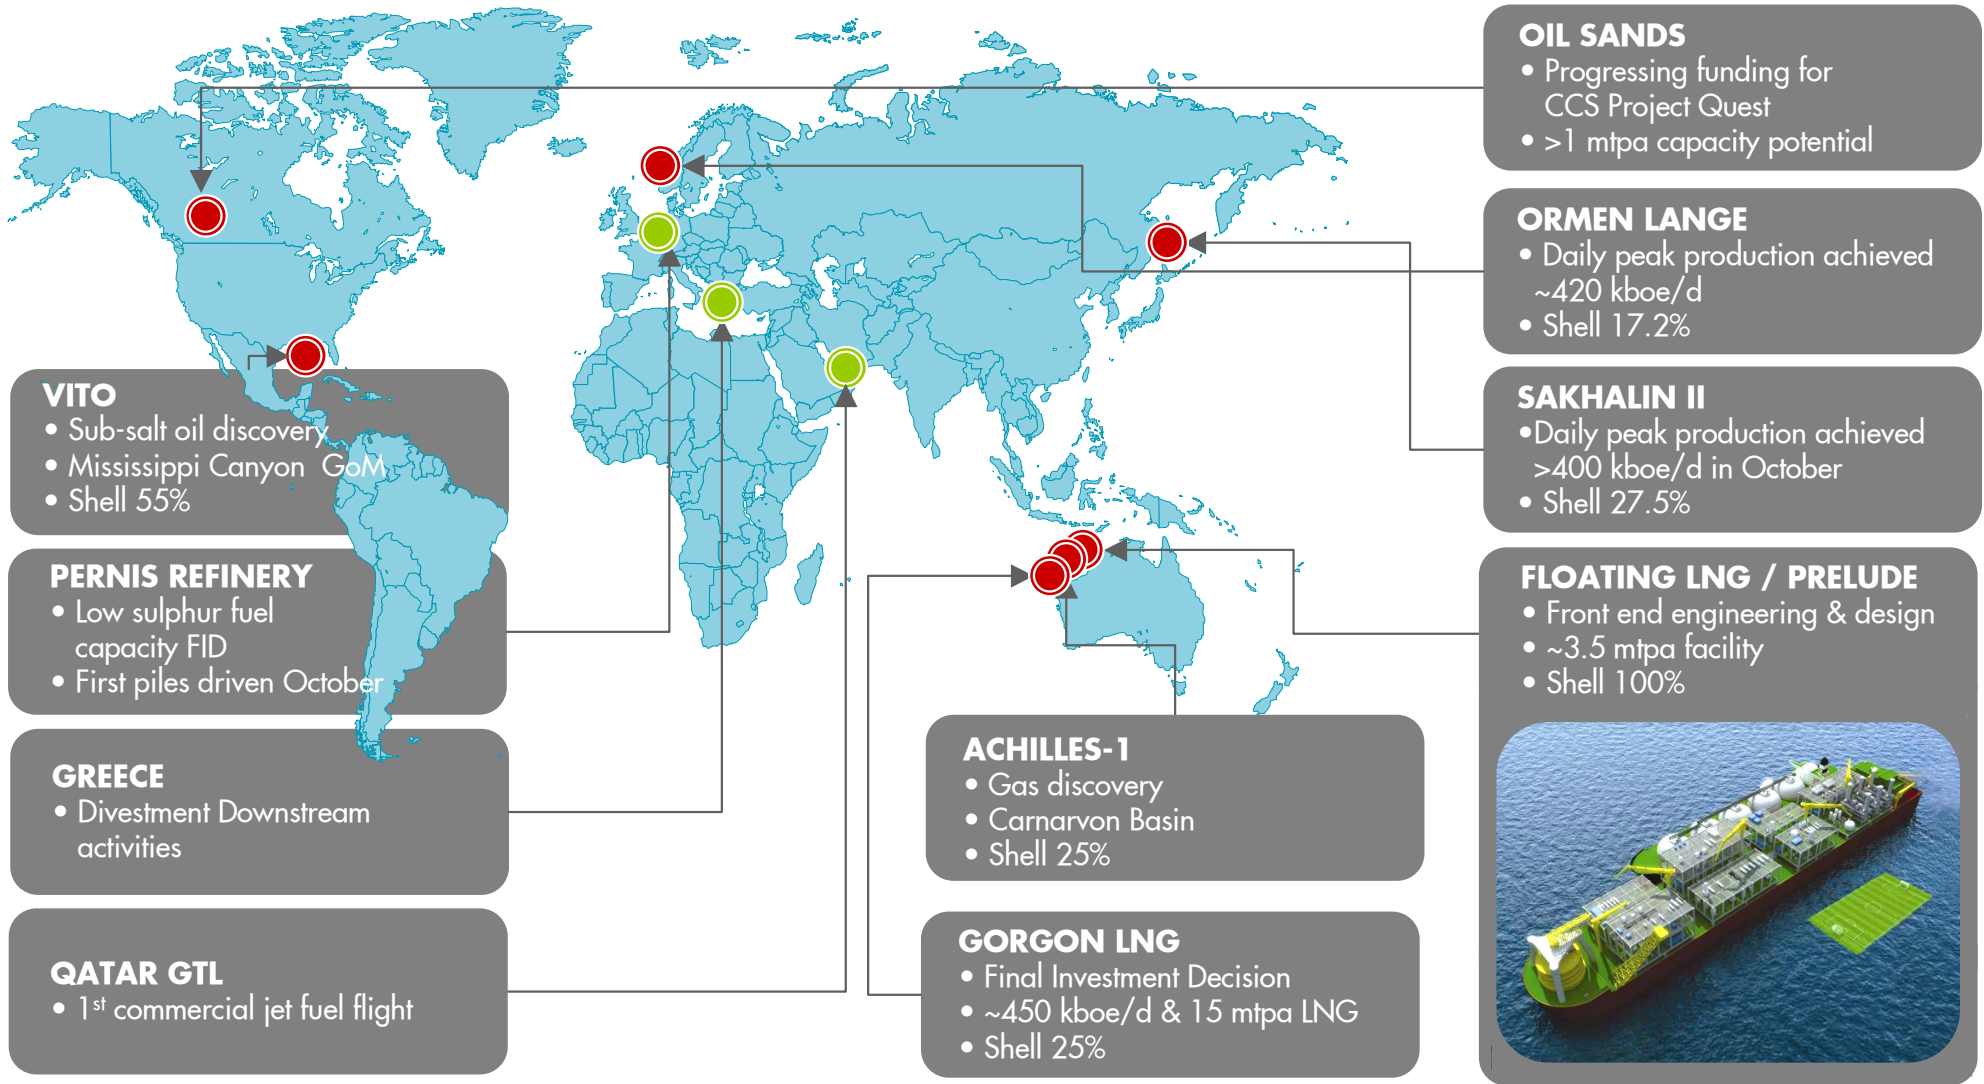 VITO
• Sub-salt oil discovery
• Mississippi Canyon  GoM
• Shell 55%
PERNIS REFINERY
• Low sulphur fuel
capacity FID
• First piles driven October
GREECE
• Divestment Downstream
activities
QATAR GTL
• 1st commercial jet fuel flight
ACHILLES-1
• Gas discovery
• Carnarvon Basin
• Shell 25%
GORGON LNG
• Final Investment Decision
• ~450 kboe/d & 15 mtpa LNG
• Shell 25%
OIL SANDS
• Progressing funding for
CCS Project Quest
• >1 mtpa capacity potential
ORMEN LANGE
• Daily peak production achieved
~420 kboe/d
• Shell 17.2%
SAKHALIN II
•Daily peak production achieved
>400 kboe/d in October
• Shell 27.5%
FLOATING LNG / PRELUDE
• Front end engineering & design
• ~3.5 mtpa facility
• Shell 100%